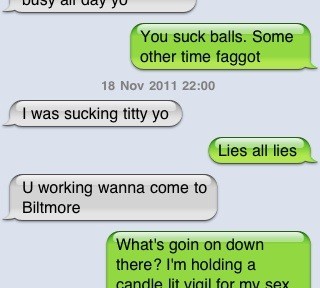 busy all day yo
You suck balls. Some
other time faggot
18 Nov 2011 22:00
I was sucking titty yo
Lies all lies
U working wanna come to
Biltmore
What's goin on down
there? I'm holding a
candle lit vigil for my sex